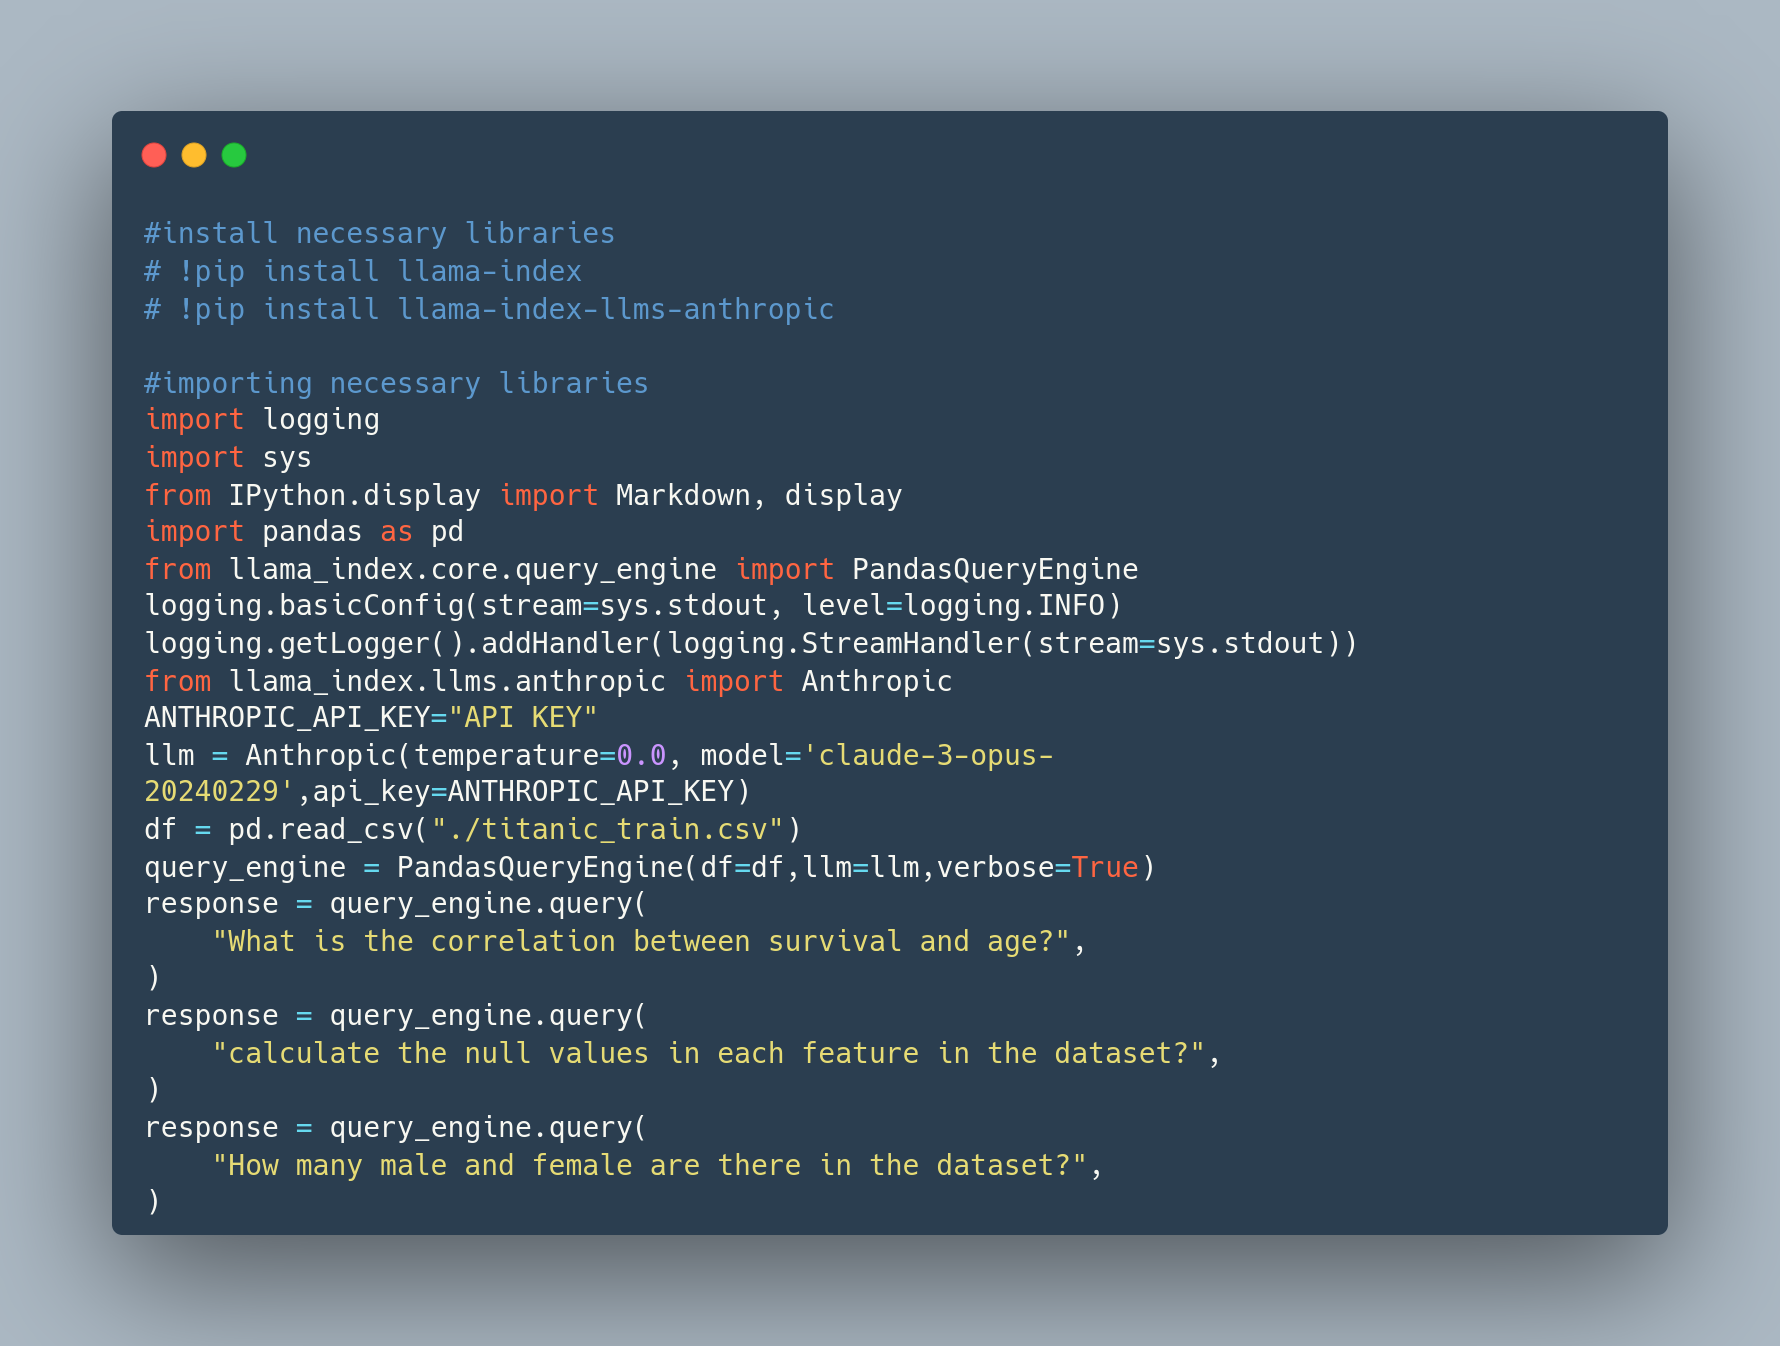 #install necessary libraries
# !pip install llama-index
# !pip install llama-index-llms-anthropic

#importing necessary libraries
import logging
import sys
from IPython.display import Markdown, display
import pandas as pd
from llama_index.core.query_engine import PandasQueryEngine
logging.basicConfig(stream=sys.stdout, level=logging.INFO)
logging.getLogger().addHandler(logging.StreamHandler(stream=sys.stdout))
from llama_index.llms.anthropic import Anthropic
ANTHROPIC_API_KEY="API KEY"
llm = Anthropic(temperature=0.0, model='claude-3-opus-
20240229',api_key=ANTHROPIC_API_KEY)
df = pd.read_csv("./titanic_train.csv")
query_engine = PandasQueryEngine(df=df,llm=llm,verbose=True)
response = query_engine.query(
    "What is the correlation between survival and age?",
)
response = query_engine.query(
    "calculate the null values in each feature in the dataset?",
)
response = query_engine.query(
    "How many male and female are there in the dataset?",
)